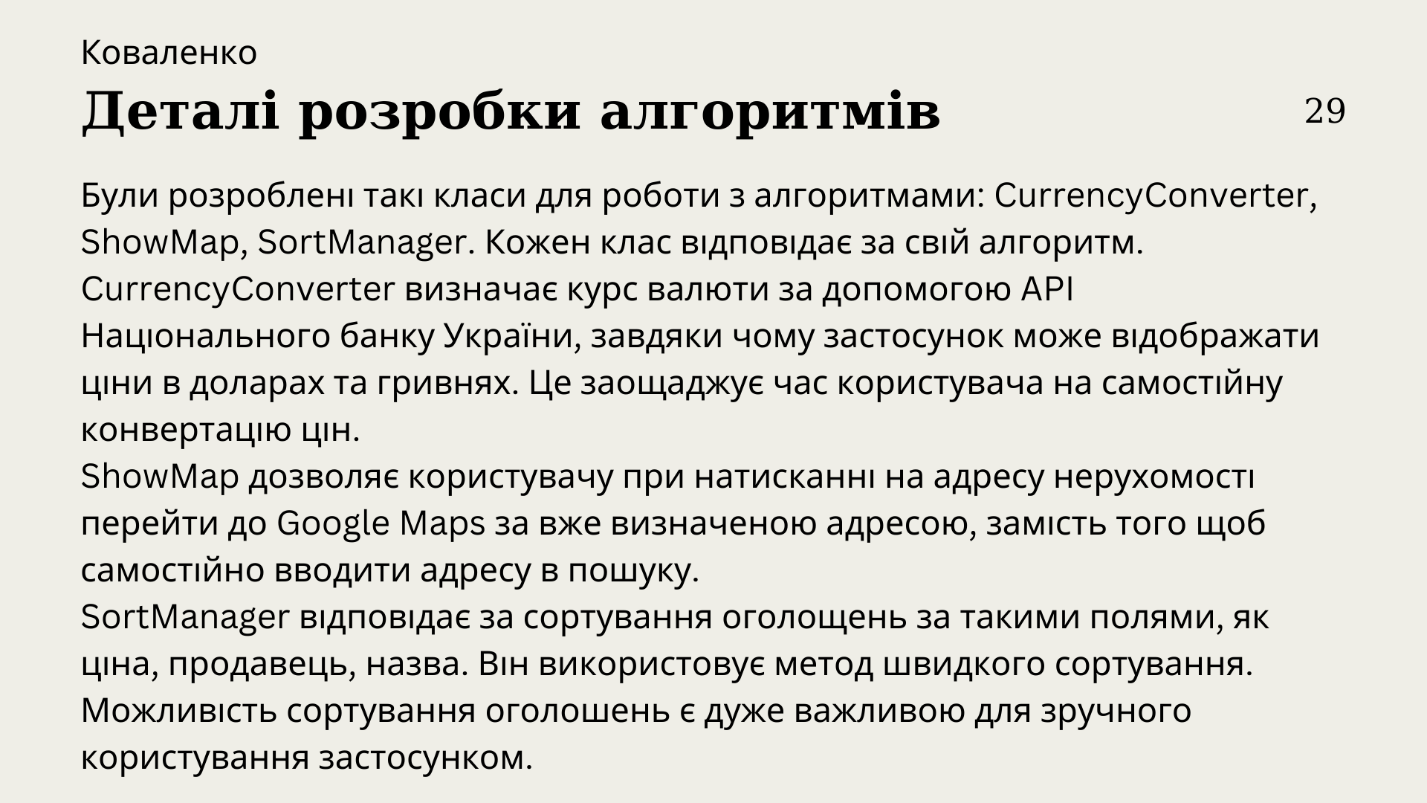 Коваленко
Деталі розробки алгоритмів
29
Були розроблені такі класи для роботи з алгоритмами: CurrencyConverter,
ShowMap, SortManager. Кожен клас відповідає за свій алгоритм.
CurrencyConverter визначає курс валюти за допомогою API
Національного банку України, завдяки чому застосунок може відображати
ціни в доларах та гривнях. Це заощаджує час користувача на самостійну
конвертацію цін.
ShowMap дозволяє користувачу при натисканні на адресу нерухомості
перейти до Google Maps за вже визначеною адресою, замість того щоб
самостійно вводити адресу в пошуку.
SortManager відповідає за сортування оголощень за такими полями, як
ціна, продавець, назва. Він використовує метод швидкого сортування.
Можливість сортування оголошень є дуже важливою для зручного
користування застосунком.